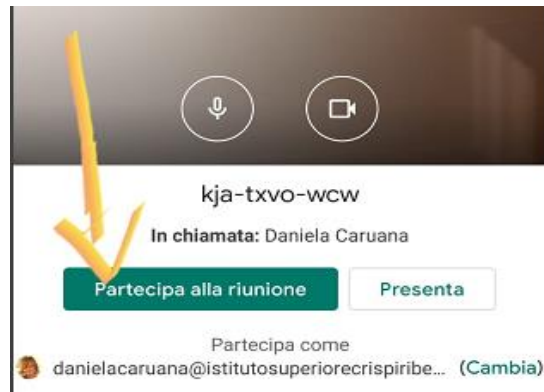 kja-txvo-wcw
In chiamata: Daniela Caruana
Partecipa alla riunione Presenta
Partecipa come
danielacaruana@istitutosuperiorecrispiribe... (Cambia)